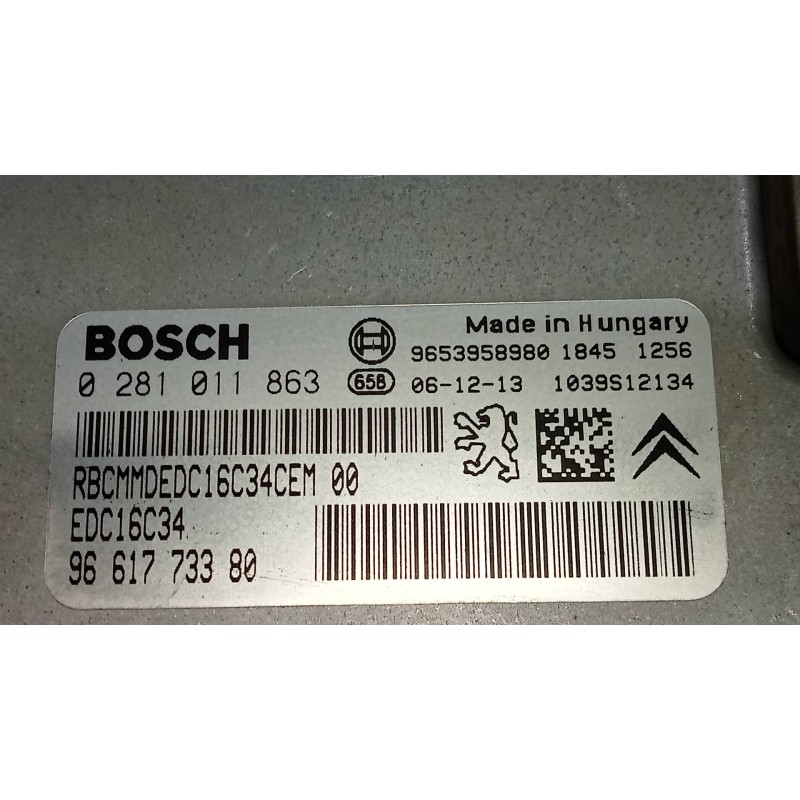 BOSCH
Made in Hungary
9653958980 1845 1256
0 281 011 863 65B 06-12-13 1039S12134
RBCMMDEDC16C34CEM 00
EDC16C34
96 617 733 80